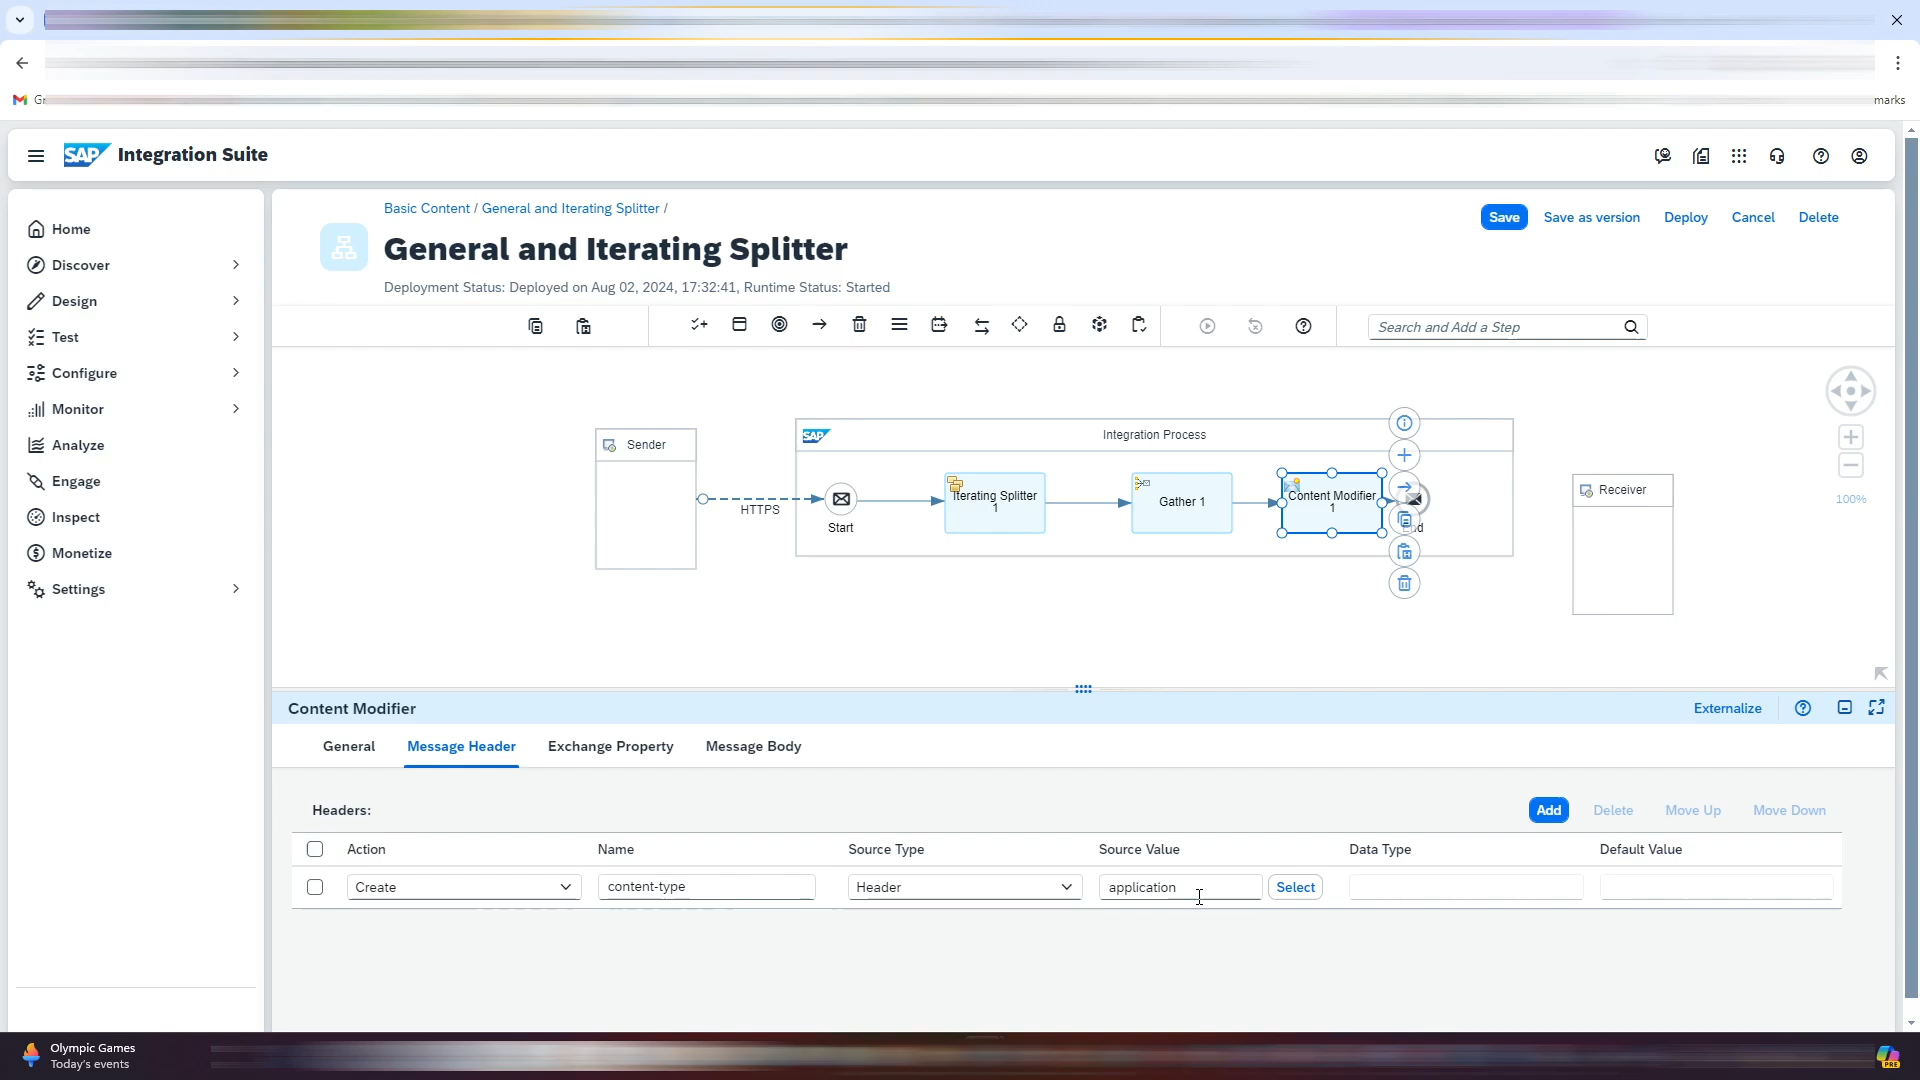 marks
SAP Integration Suite
Home
Discover
Design
Test
Configure
Monitor
Analyze
Engage
Inspect
Monetize
Settings
Basic Content / General and Iterating Splitter /
General and Iterating Splitter
Deployment Status: Deployed on Aug 02, 2024, 17:32:41, Runtime Status: Started
Save Save as version Deploy Cancel Delete
Search and Add a Step
Sender
HTTPS
SAP Integration Process
Start
Iterating Splitter
1
Gather 1
Content Modifier
1
Receiver
100%
Content Modifier
Externalize
General Message Header Exchange Property Message Body
Headers:
Add Delete Move Up Move Down
Action Name Source Type Source Value Data Type Default Value
Create content-type Header application Select
Olympic Games
Today's events
PRE